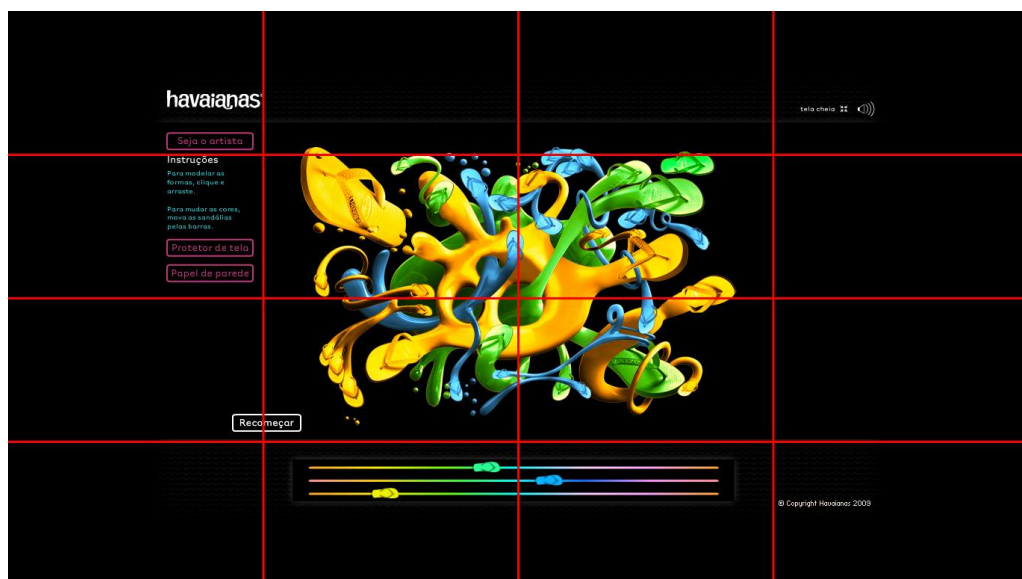 havaianas
tela cheia
Seja o artista
Instruções
Para modelar as
formas, clique e
arraste.
Para mudar as cores,
mova as sandálias
pelas barras.
Protetor de tela
Papel de parede
Recomeçar
© Copyright Havaianas 2009